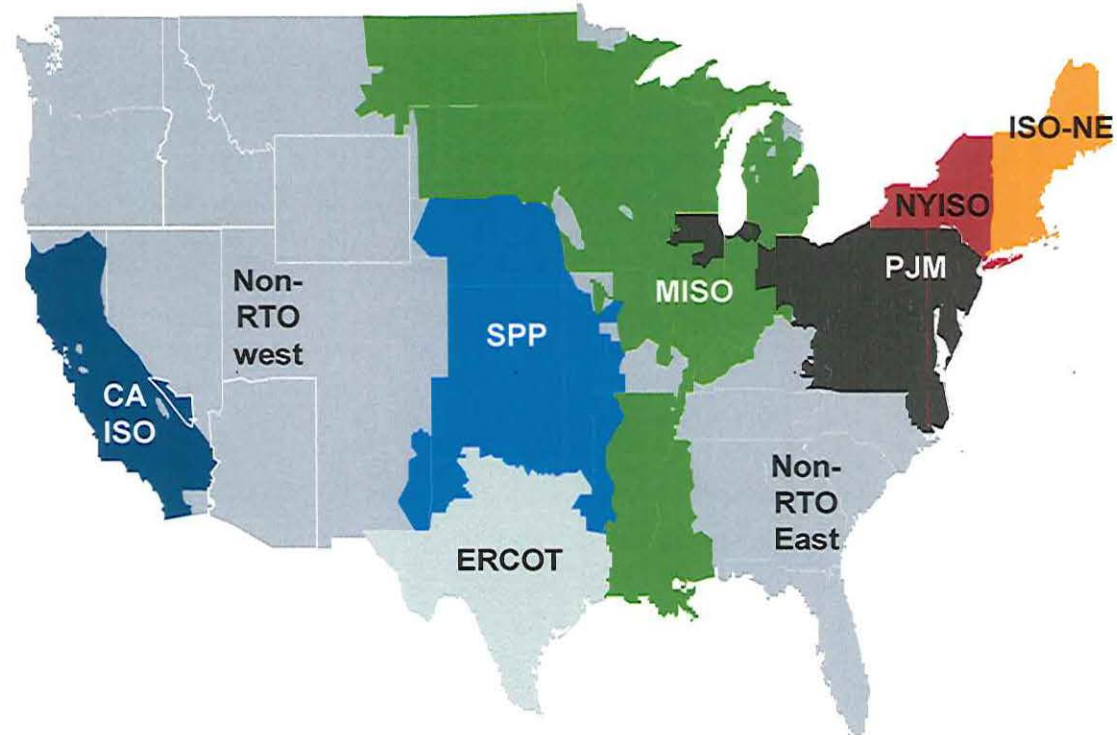 ISO-NE
NYISO
PJM
MISO
Non-
RTO
west
SPP
CA
ISO
Non-
RTO
East
ERCOT